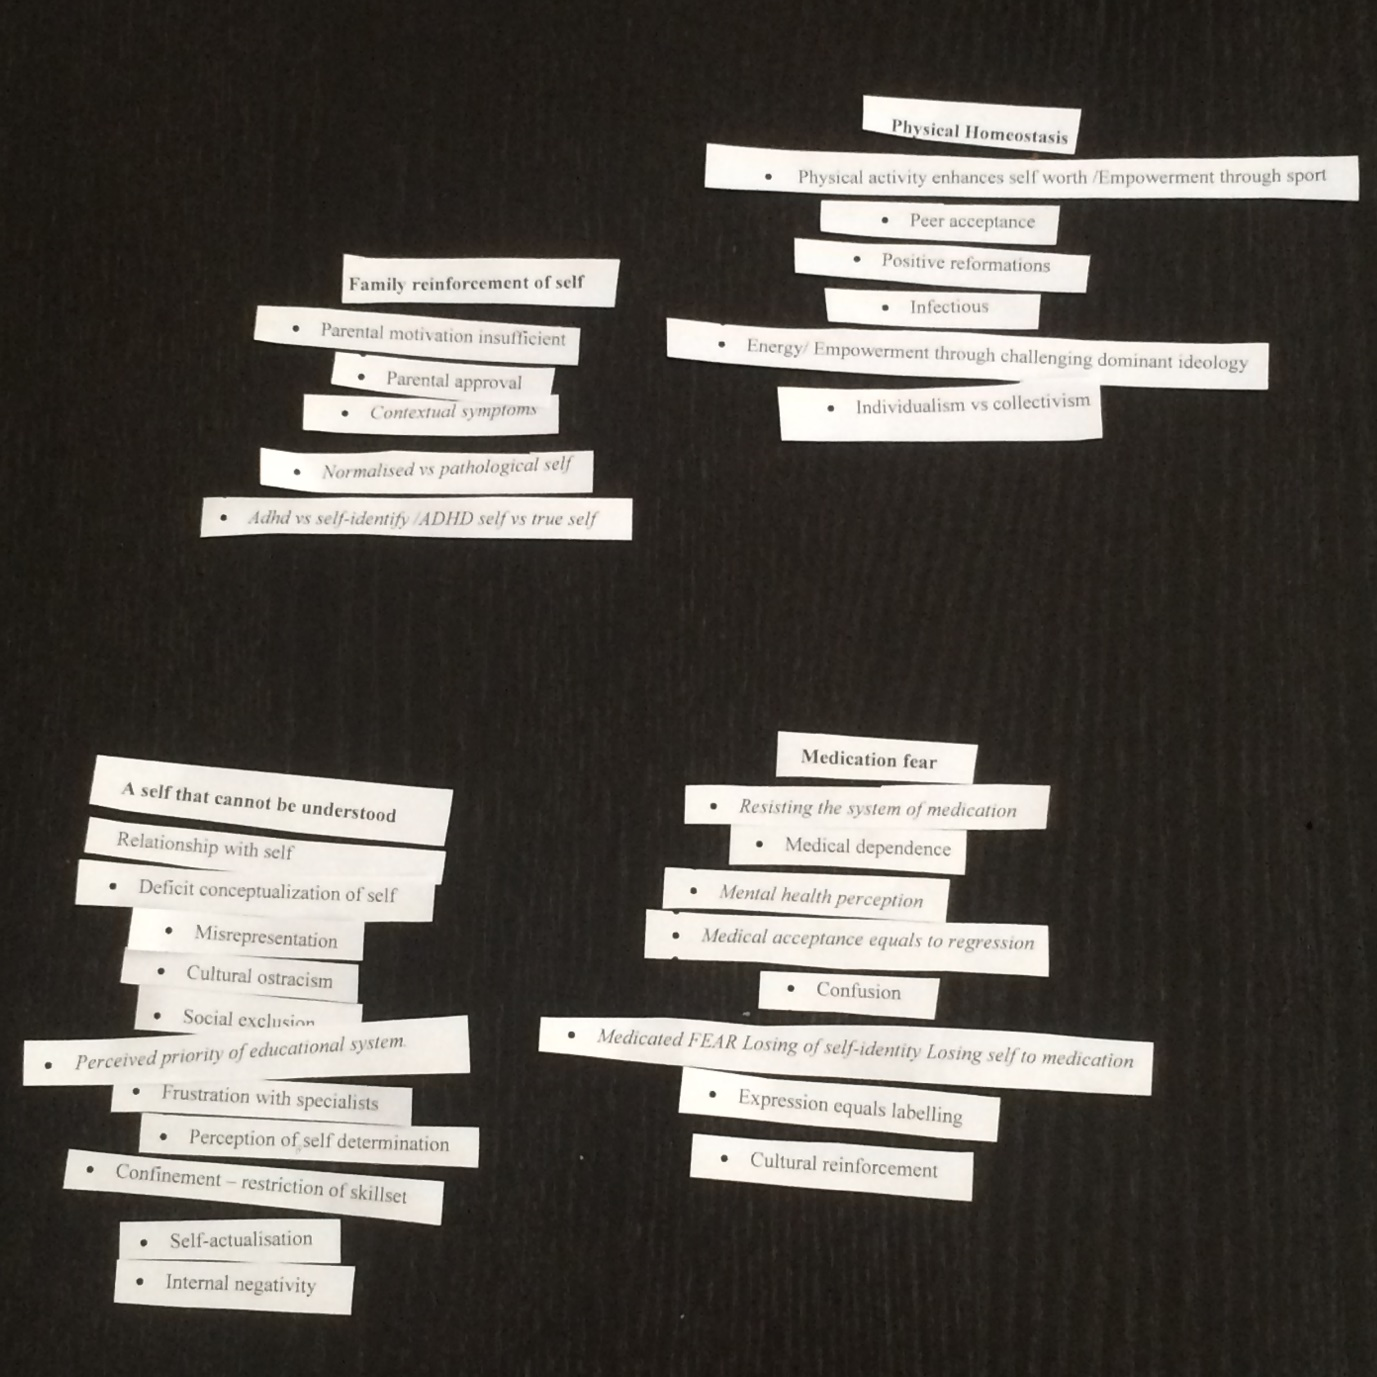 Physical Homeostasis
• Physical activity enhances self worth /Empowerment through sport
• Peer acceptance
• Positive reformations
• Infectious
• Energy/ Empowerment through challenging dominant ideology
• Individualism vs collectivism
Family reinforcement of self
• Parental motivation insufficient
• Parental approval
• Contextual symptoms
• Normalised vs pathological self
• Adhd vs self-identify /ADHD self vs true self
A self that cannot be understood
Relationship with self
• Deficit conceptualization of self
• Misrepresentation
• Cultural ostracism
• Social exclusion
• Perceived priority of educational system.
• Frustration with specialists
• Perception of self determination
• Confinement – restriction of skillset
• Self-actualisation
• Internal negativity
Medication fear
• Resisting the system of medication
• Medical dependence
• Mental health perception
• Medical acceptance equals to regression
• Confusion
• Medicated FEAR Losing of self-identity Losing self to medication
• Expression equals labelling
• Cultural reinforcement